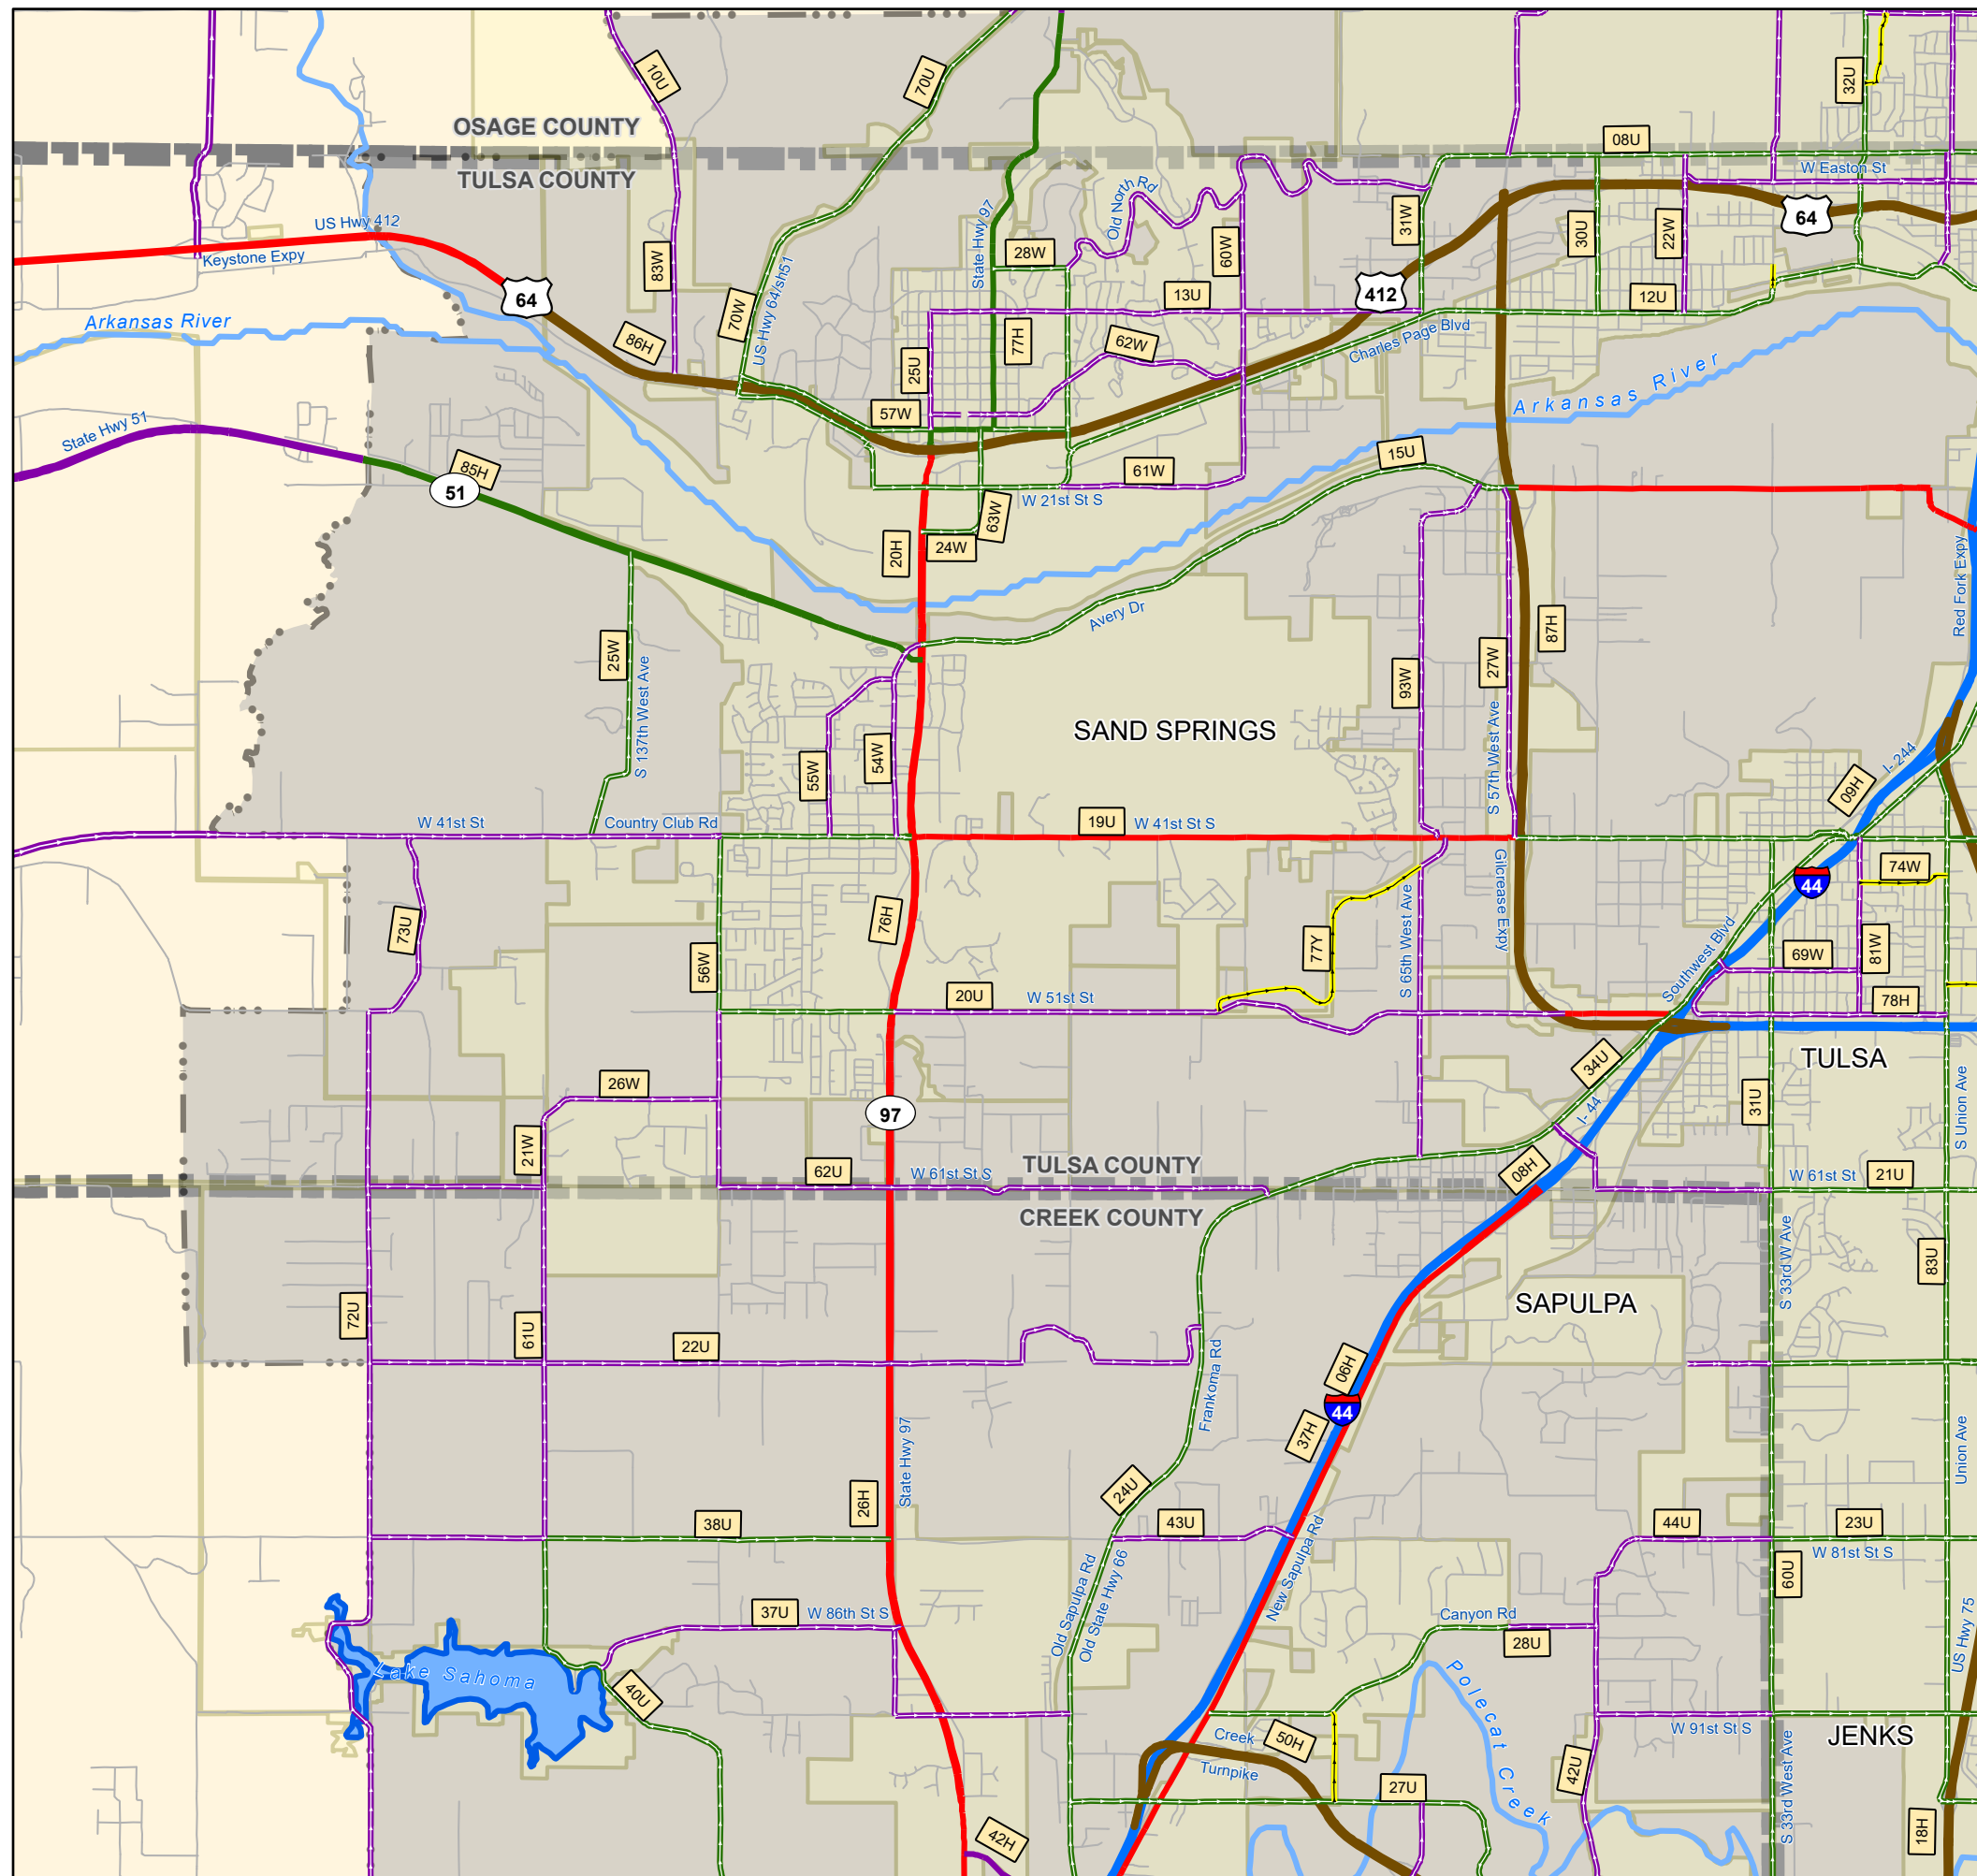 10U
70U
32U
OSAGE COUNTY
08U
W Easton St
TULSA COUNTY
Old North Rd
US Hwy 412
64
Keystone Expy
State Hwy 97
28W
60W
31W
30U
22W
83W
64
13U
412
12U
70W
US Hwy 64/sh51
Arkansas River
86H
77H
62W
Charles Page Blvd
25U
Arkansas River
57W
State Hwy 51
85H
51
15U
61W
W 21st St S
63W
20H
24W
Red Fork Expy
Avery Dr
87H
25W
S 137th West Ave
93W
27W
SAND SPRINGS
55W
54W
S 57th West Ave
I-244
09H
W 41st St
Country Club Rd
19U
W 41st St S
74W
44
73U
76H
Gilcrease Expy
S 65th West Ave
77Y
56W
Southwest Blvd
69W
81W
20U
W 51st St
78H
34U
TULSA
26W
97
I-44
31U
S Union Ave
21W
TULSA COUNTY
62U
W 61st St S
08H
W 61st St
21U
CREEK COUNTY
83U
S 33rd W Ave
72U
61U
22U
SAPULPA
Frankoma Rd
06H
44
37H
State Hwy 97
26H
24U
Union Ave
38U
43U
44U
23U
W 81st St S
New Sapulpa Rd
Old Sapulpa Rd
Old State Hwy 66
60U
37U
W 86th St S
Canyon Rd
28U
US Hwy 75
Lake Sahoma
40U
Polecat Creek
Creek
Turnpike
50H
W 91st St S
JENKS
27U
42U
S 33rd West Ave
42H
18H